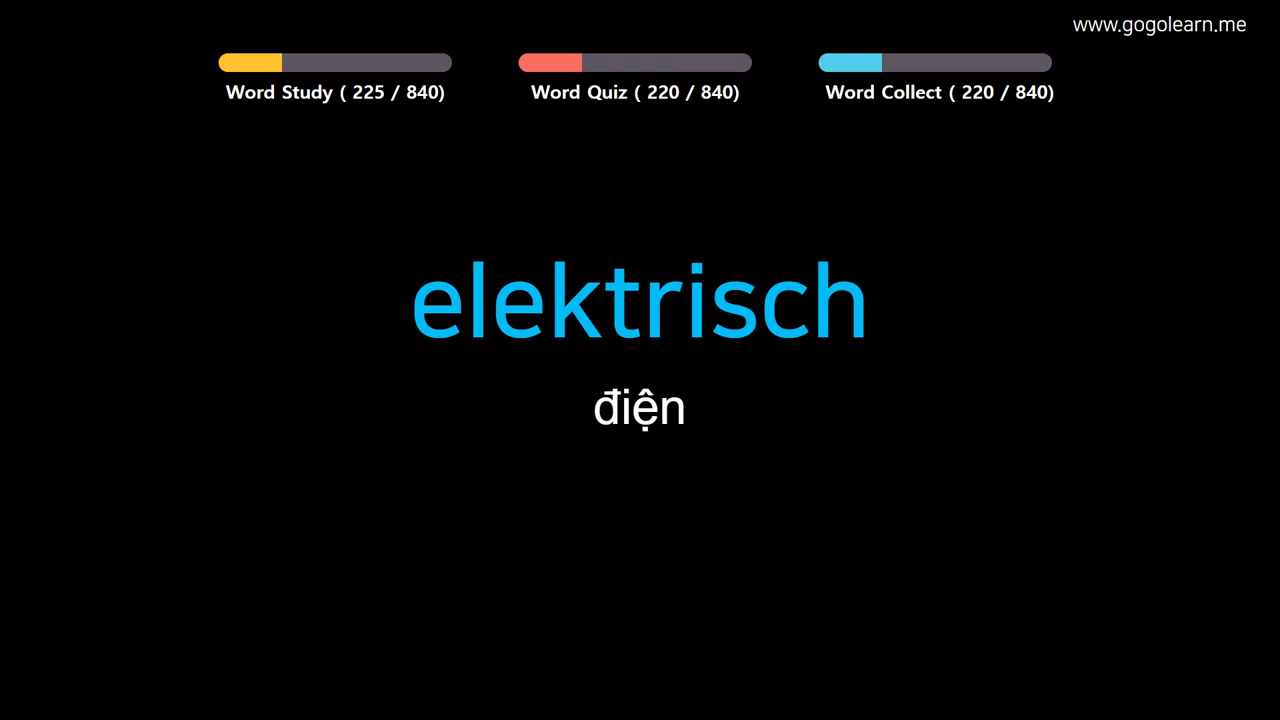 www.gogolearn.me
Word Study ( 225 / 840)
Word Quiz ( 220 / 840)
Word Collect ( 220 / 840)
elektrisch
điện